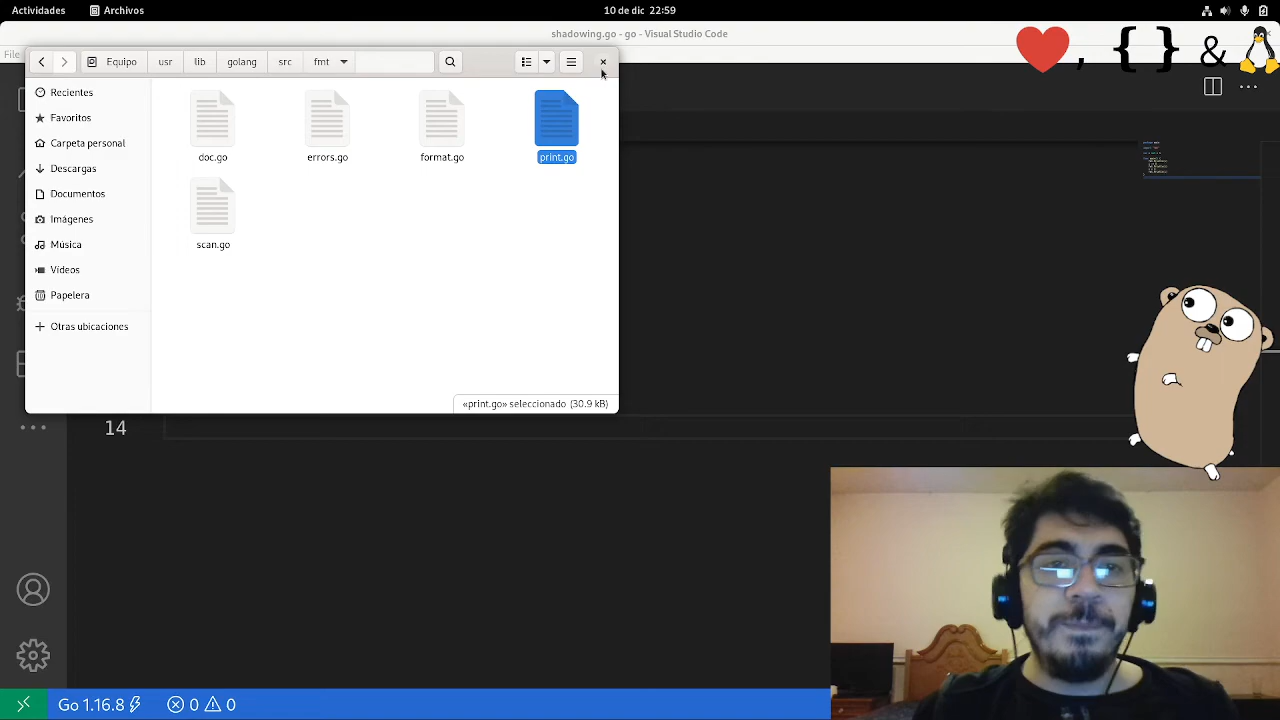 Actividades
Archivos
10 de dic 22:59
shadowing.go - go - Visual Studio Code
File
Equipo
usr
lib
golang
src
fmt
{ } &
Recientes
Favoritos
Carpeta personal
Descargas
Documentos
Imágenes
Música
Vídeos
Papelera
Otras ubicaciones
doc.go
errors.go
format.go
print.go
scan.go
«print.go» seleccionado (30.9 kB)
14
Go 1.16.8
0
0